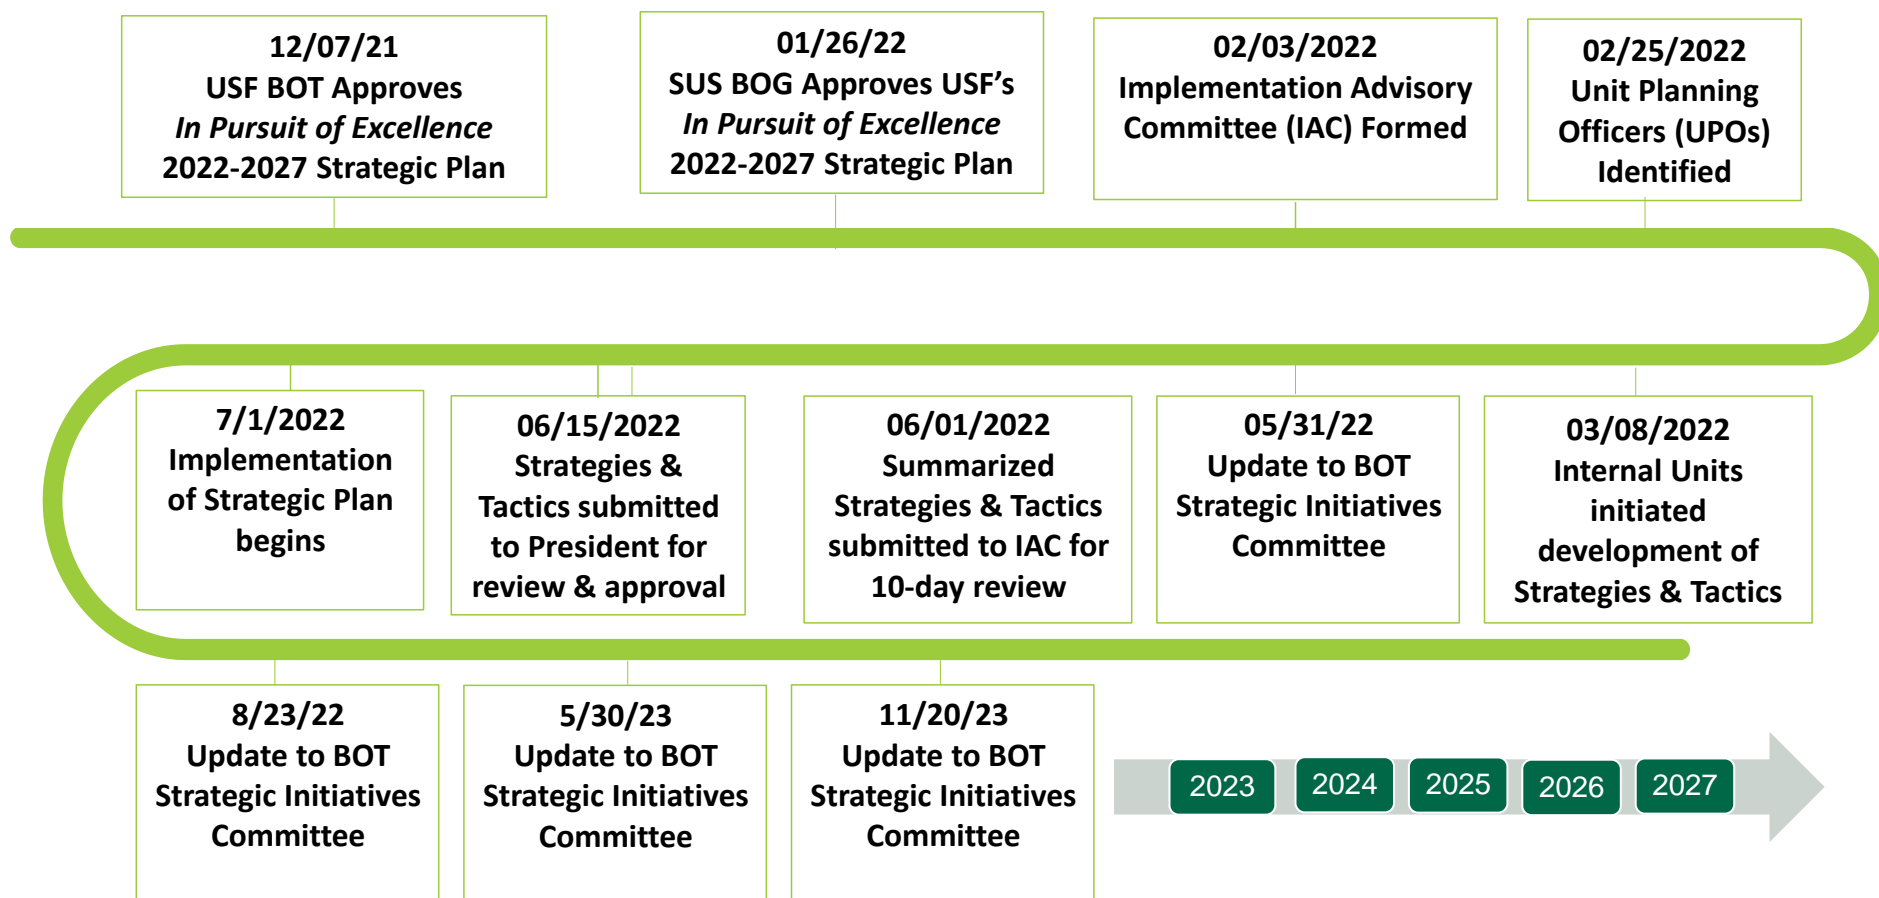 12/07/21
USF BOT Approves
In Pursuit of Excellence
2022-2027 Strategic Plan
01/26/22
SUS BOG Approves USF’s
In Pursuit of Excellence
2022-2027 Strategic Plan
02/03/2022
Implementation Advisory
Committee (IAC) Formed
02/25/2022
Unit Planning
Officers (UPOs)
Identified
7/1/2022
Implementation
of Strategic Plan
begins
06/15/2022
Strategies &
Tactics submitted
to President for
review & approval
06/01/2022
Summarized
Strategies & Tactics
submitted to IAC for
10-day review
05/31/22
Update to BOT
Strategic Initiatives
Committee
03/08/2022
Internal Units
initiated
development of
Strategies & Tactics
8/23/22
Update to BOT
Strategic Initiatives
Committee
5/30/23
Update to BOT
Strategic Initiatives
Committee
11/20/23
Update to BOT
Strategic Initiatives
Committee
2023
2024
2025
2026
2027